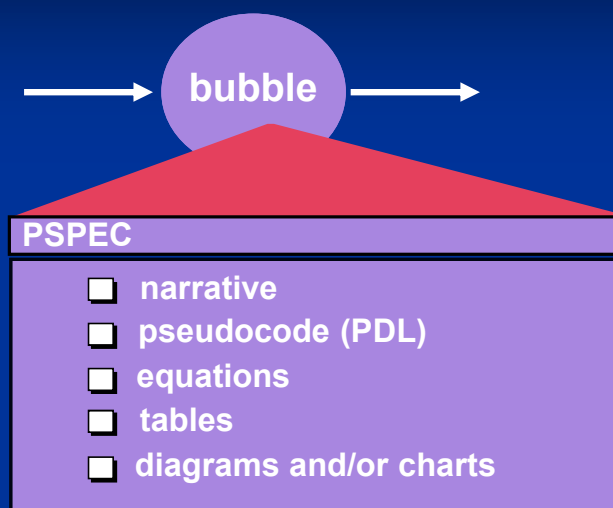 bubble
PSPEC
narrative
pseudocode (PDL)
equations
tables
diagrams and/or charts